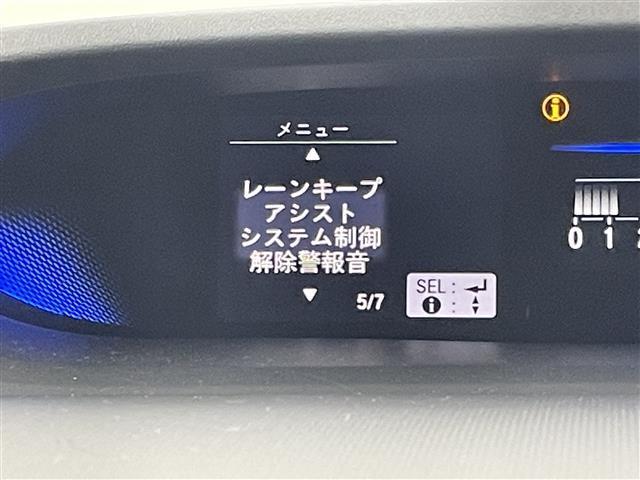 メニュー
▲
レーンキープ
アシスト
システム制御
解除警報音
▼ 5/7
SEL : ↵
i : ▲▼
0 1